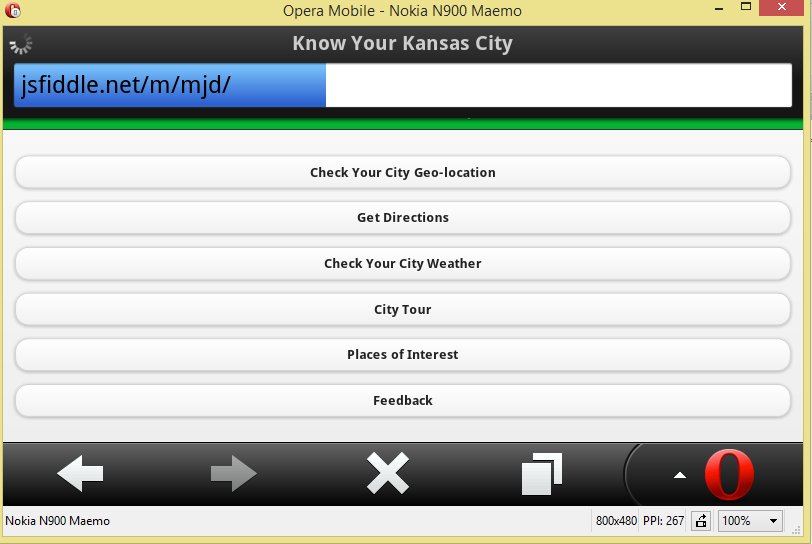 Opera Mobile - Nokia N900 Maemo
Know Your Kansas City
jsfiddle.net/m/mjd/
Check Your City Geo-location
Get Directions
Check Your City Weather
City Tour
Places of Interest
Feedback
Nokia N900 Maemo 800x480 PPI: 267 100%